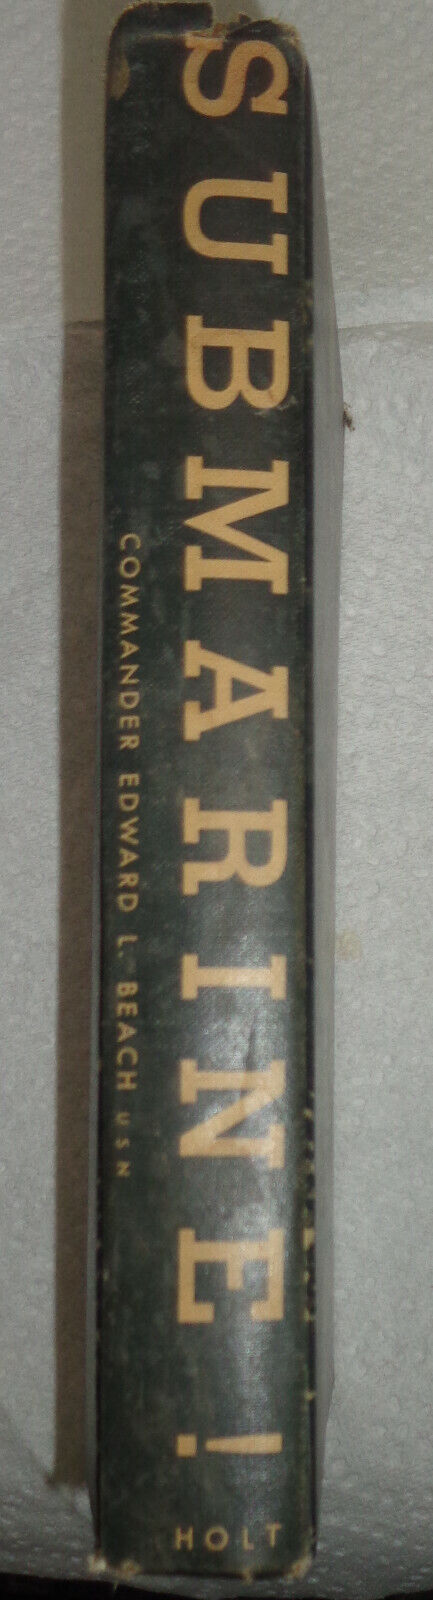 SUBMARINE!
COMMANDER EDWARD L. BEACH USN
HOLT